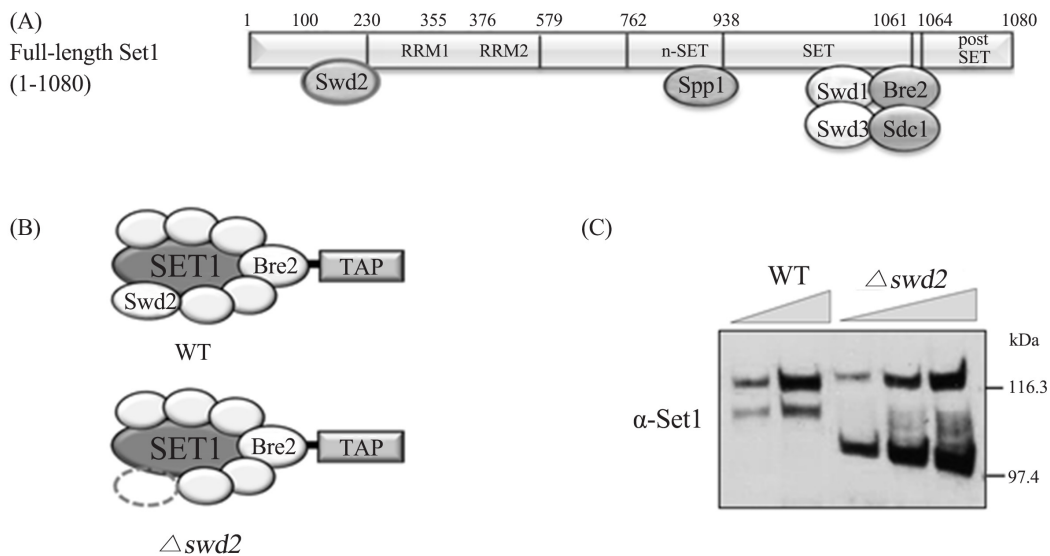 (A)
1 100 230 355 376 579 762 938 1061 1064 1080
Full-length Set1
(1-1080)
RRM1 RRM2 n-SET SET post
SET
Swd2 Spp1 Swd1 Bre2
Swd3 Sdc1
(B)
SET1 Bre2 TAP
Swd2
WT
SET1 Bre2 TAP
△swd2
(C)
WT △swd2
kDa
116.3
α-Set1
97.4